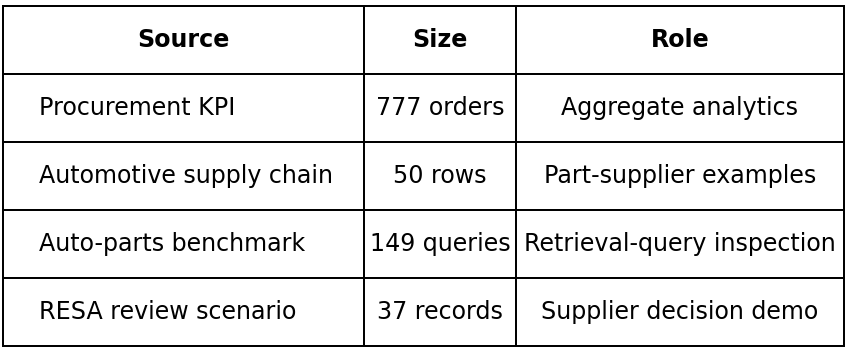 Source Size Role
Procurement KPI 777 orders Aggregate analytics
Automotive supply chain 50 rows Part-supplier examples
Auto-parts benchmark 149 queries Retrieval-query inspection
RESA review scenario 37 records Supplier decision demo